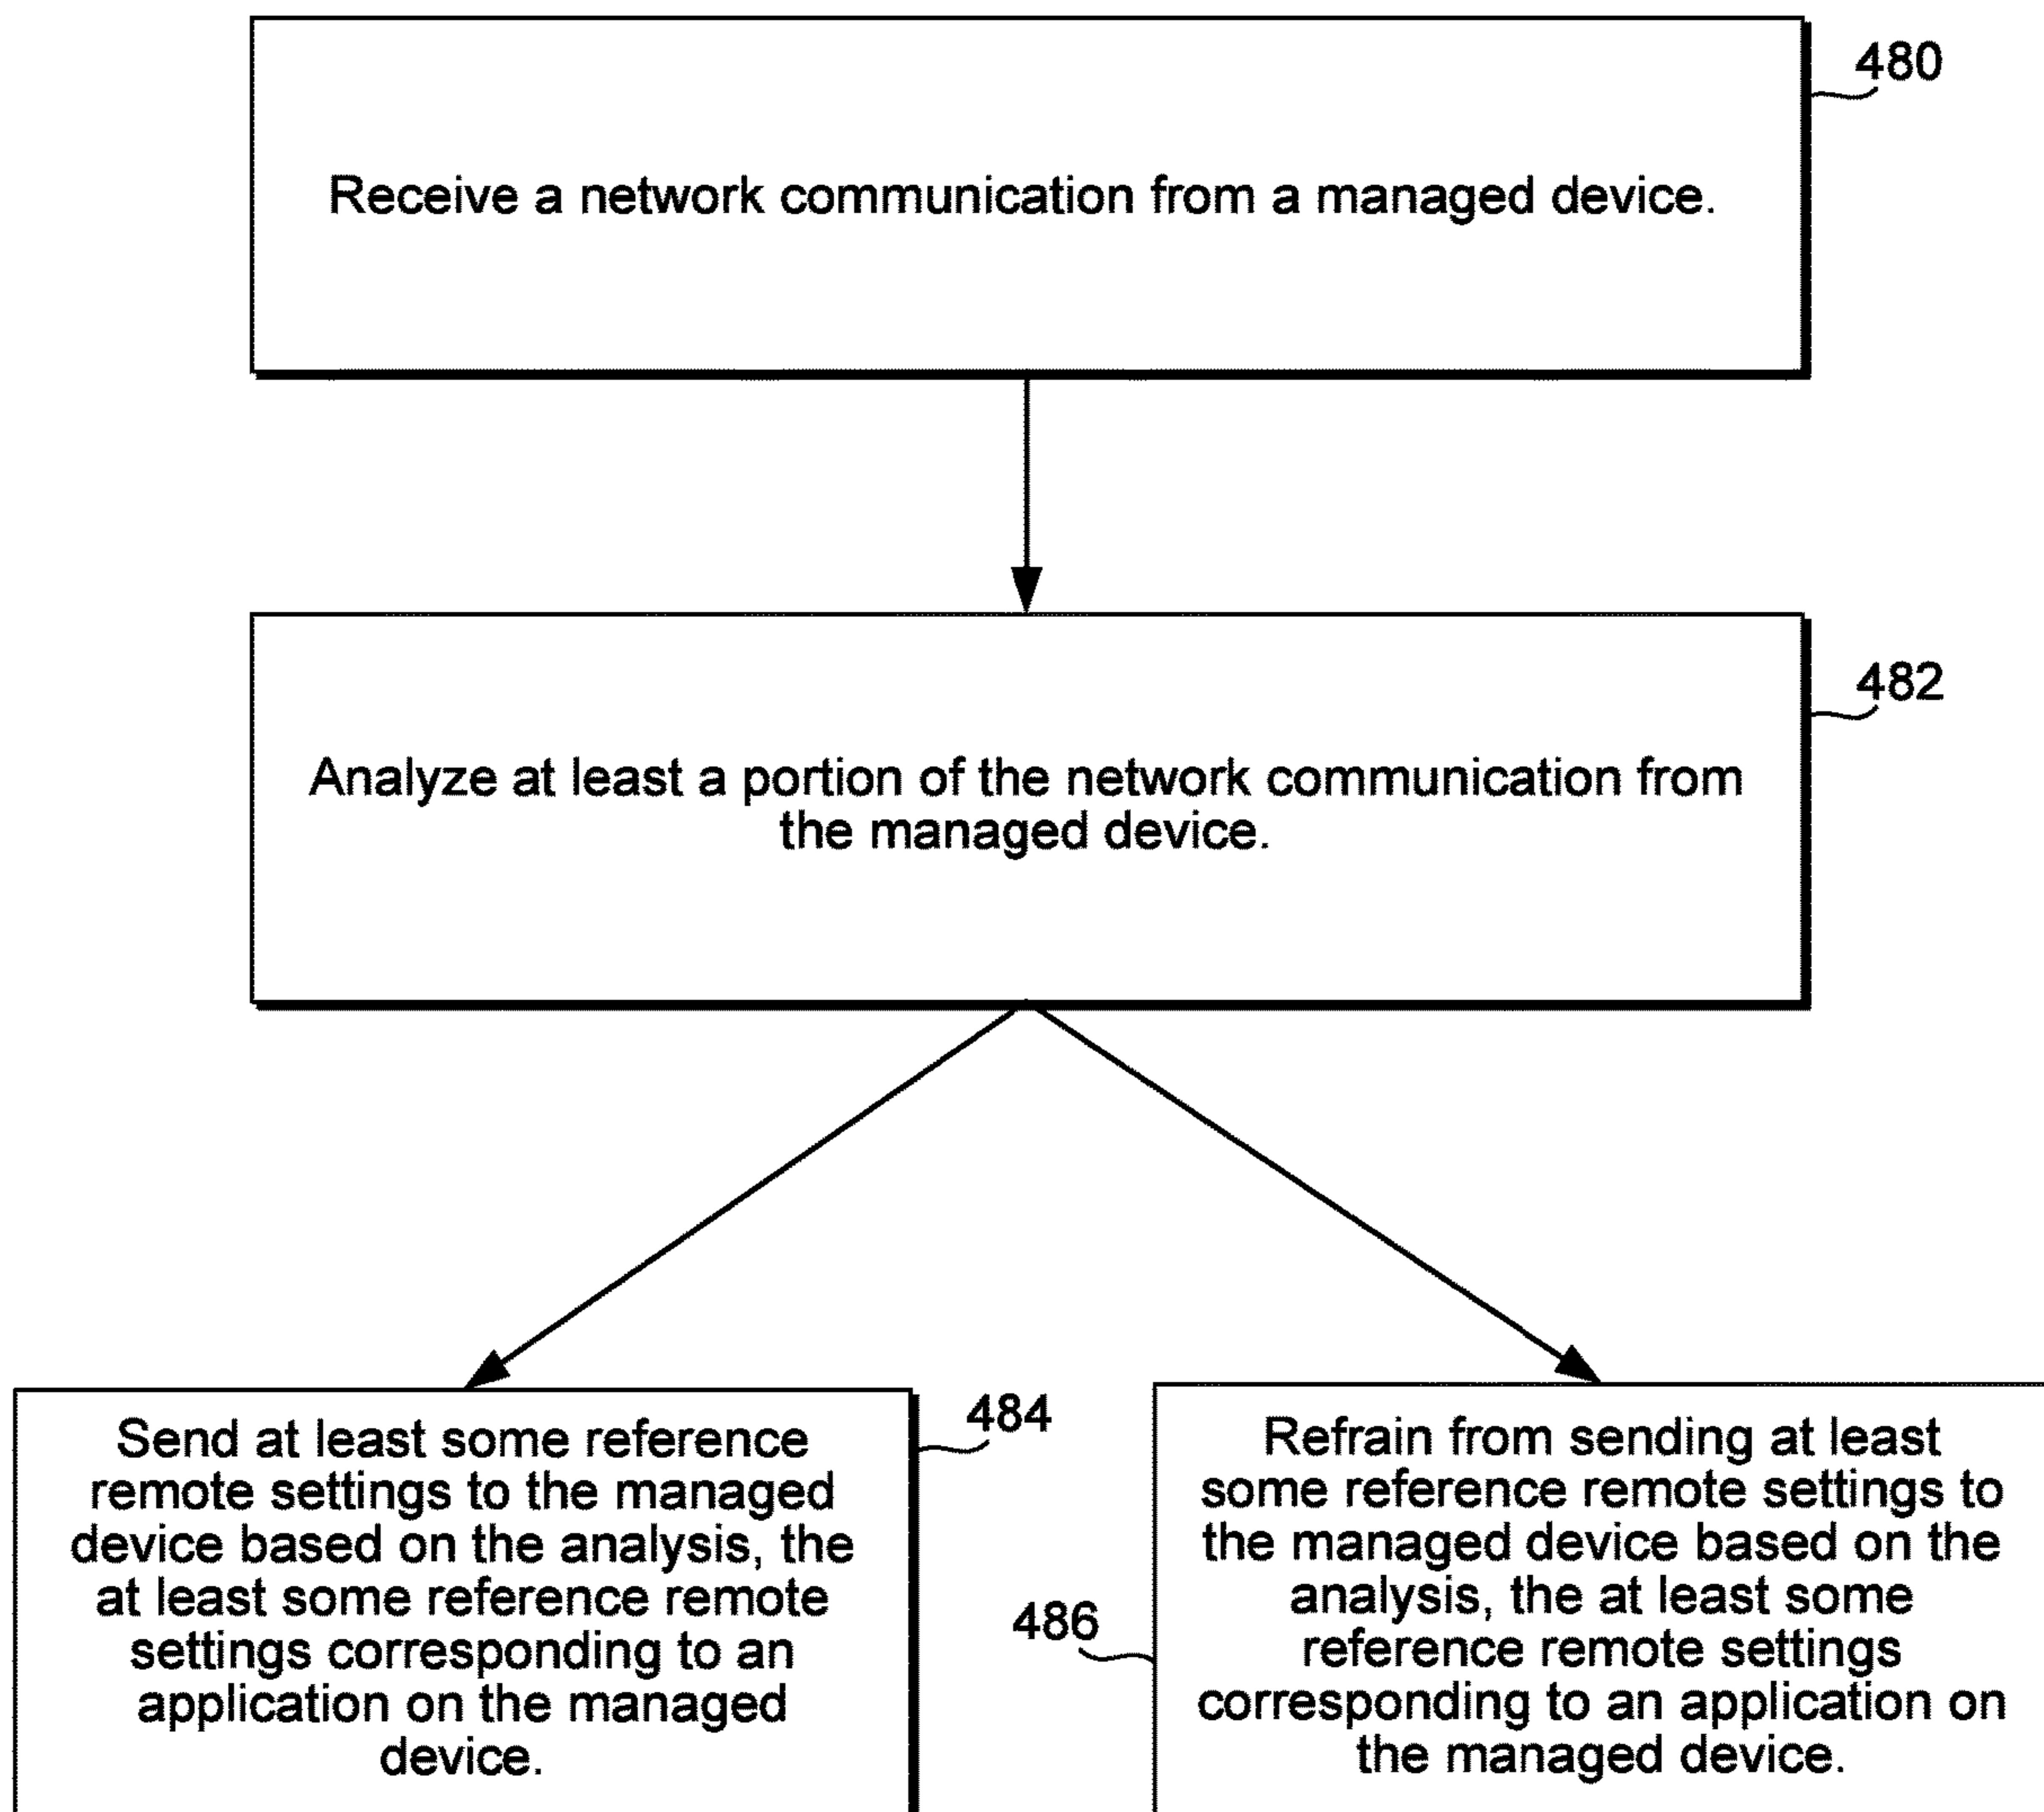 480
Receive a network communication from a managed device.
482
Analyze at least a portion of the network communication from
the managed device.
484
Send at least some reference
remote settings to the managed
device based on the analysis, the
at least some reference remote
settings corresponding to an
application on the managed
device.
486
Refrain from sending at least
some reference remote settings to
the managed device based on the
analysis, the at least some
reference remote settings
corresponding to an application on
the managed device.